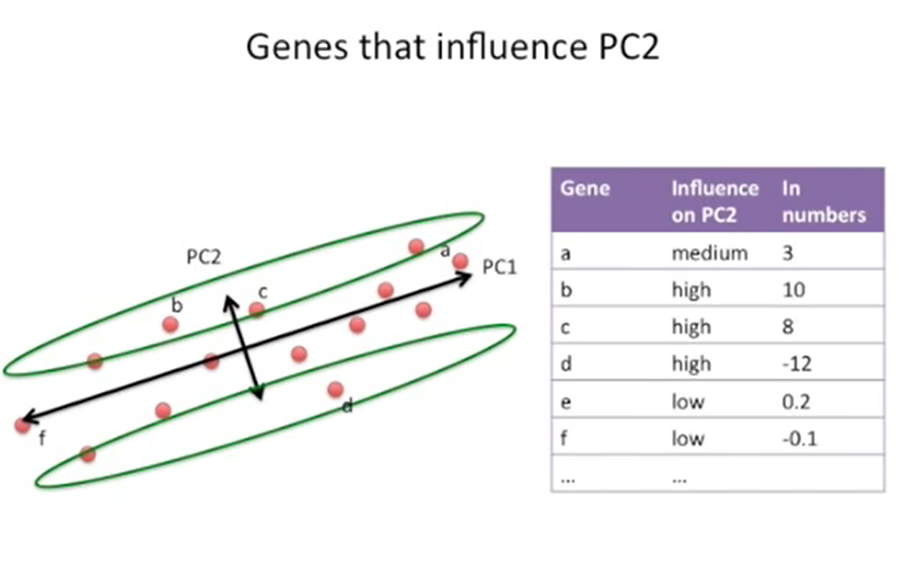 Genes that influence PC2
PC2
PC1
a
b
c
d
f
Gene Influence on PC2 In numbers
a medium 3
b high 10
c high 8
d high -12
e low 0.2
f low -0.1
... ...